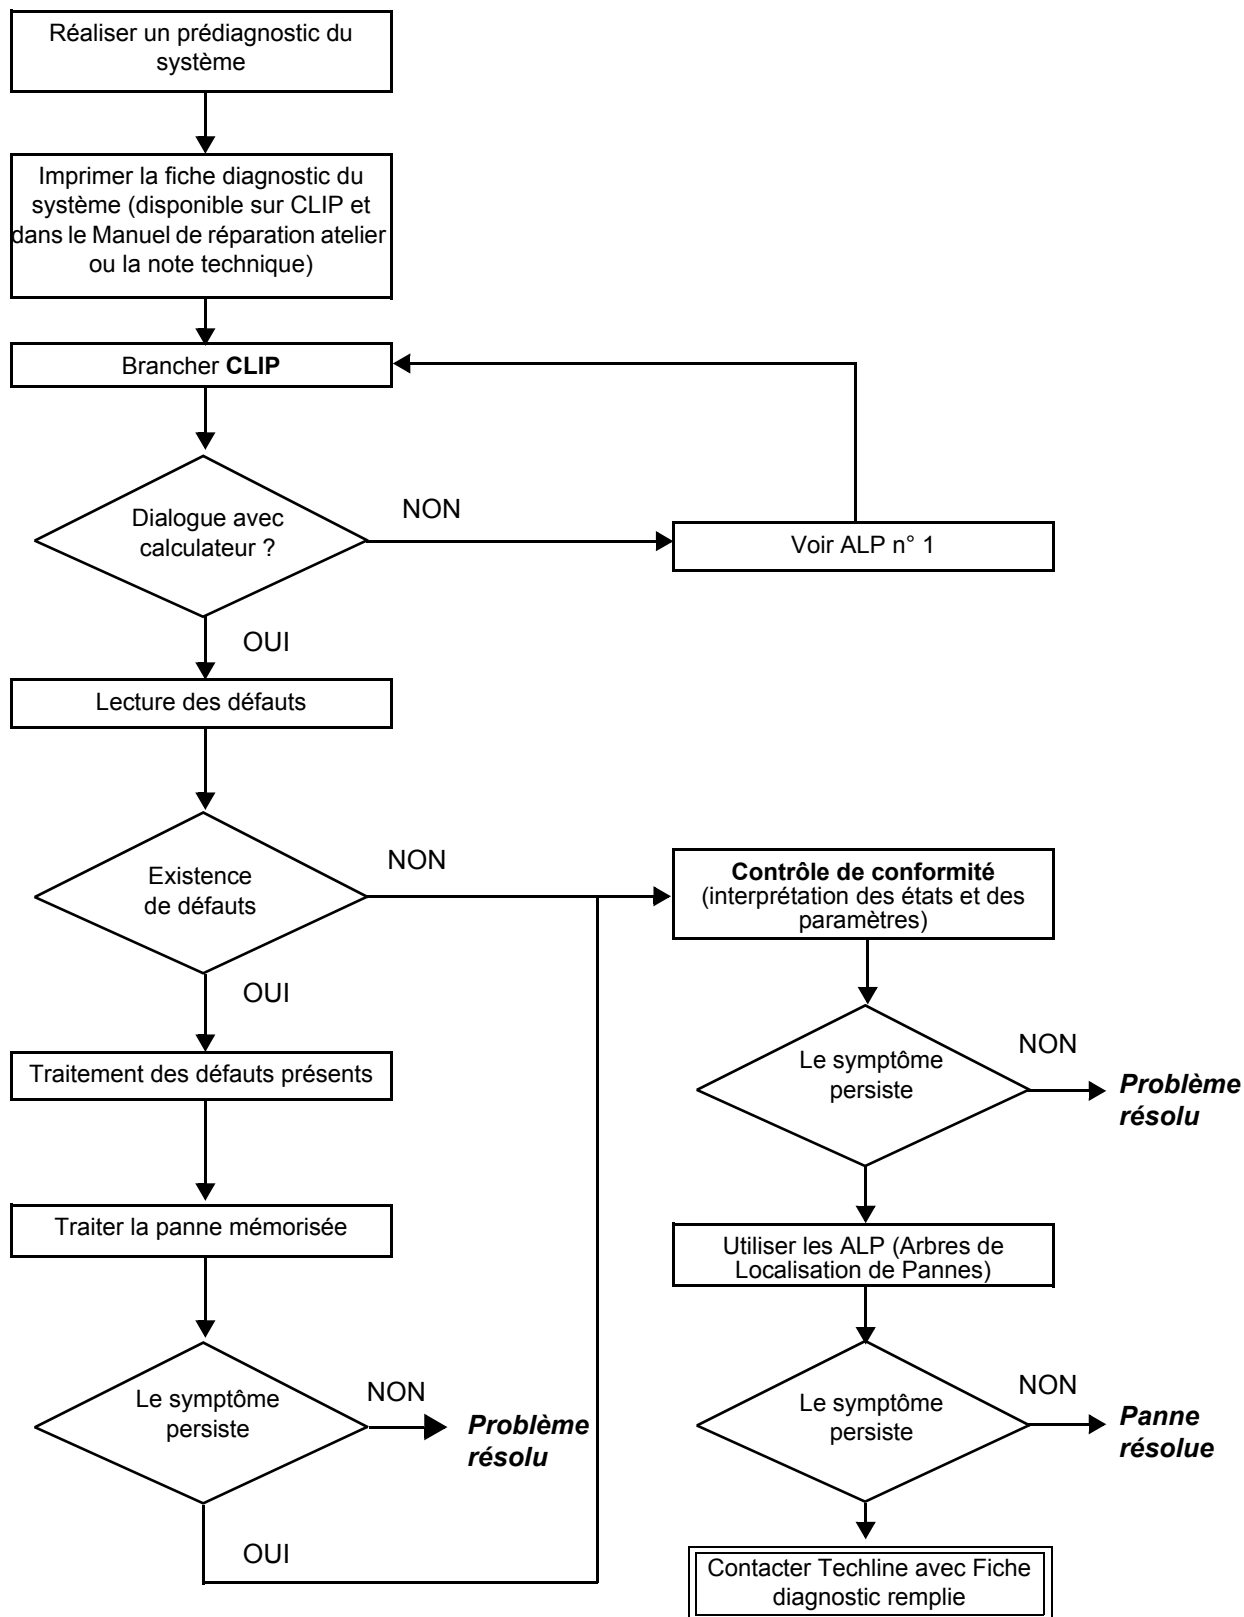 Réaliser un prédiagnostic du
système
Imprimer la fiche diagnostic du
système (disponible sur CLIP et
dans le Manuel de réparation atelier
ou la note technique)
Brancher CLIP
Dialogue avec
calculateur ?
NON
Voir ALP n° 1
OUI
Lecture des défauts
Existence
de défauts
NON
OUI
Contrôle de conformité
(interprétation des états et des
paramètres)
Traitement des défauts présents
Le symptôme
persiste
NON
Problème
résolu
Traiter la panne mémorisée
Utiliser les ALP (Arbres de
Localisation de Pannes)
Le symptôme
persiste
NON
Problème
résolu
OUI
Le symptôme
persiste
NON
Panne
résolue
Contacter Techline avec Fiche
diagnostic remplie